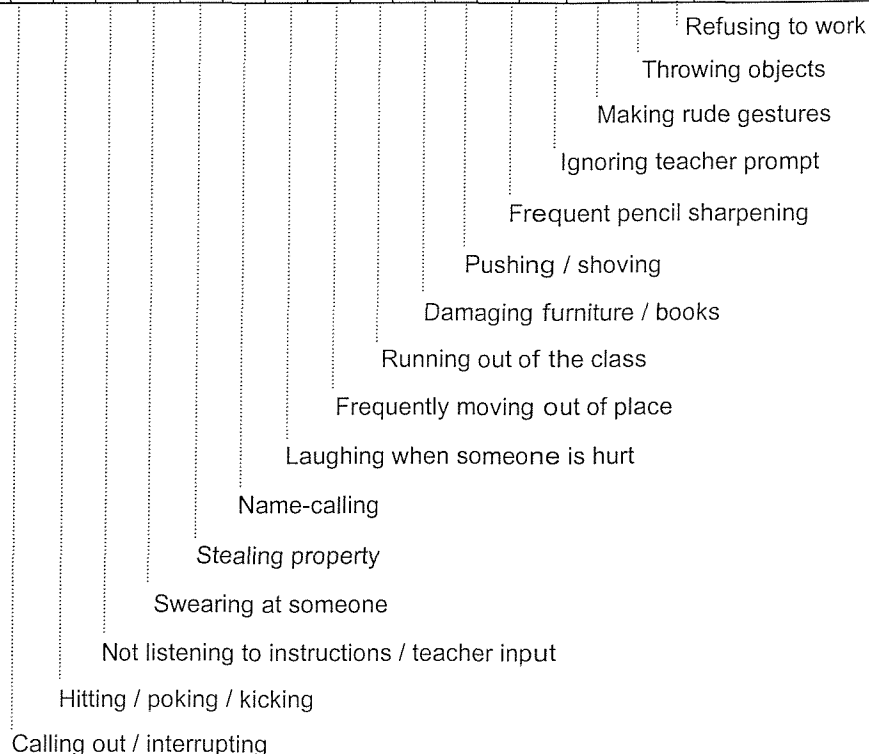 Refusing to work
Throwing objects
Making rude gestures
Ignoring teacher prompt
Frequent pencil sharpening
Pushing / shoving
Damaging furniture / books
Running out of the class
Frequently moving out of place
Laughing when someone is hurt
Name-calling
Stealing property
Swearing at someone
Not listening to instructions / teacher input
Hitting / poking / kicking
Calling out / interrupting